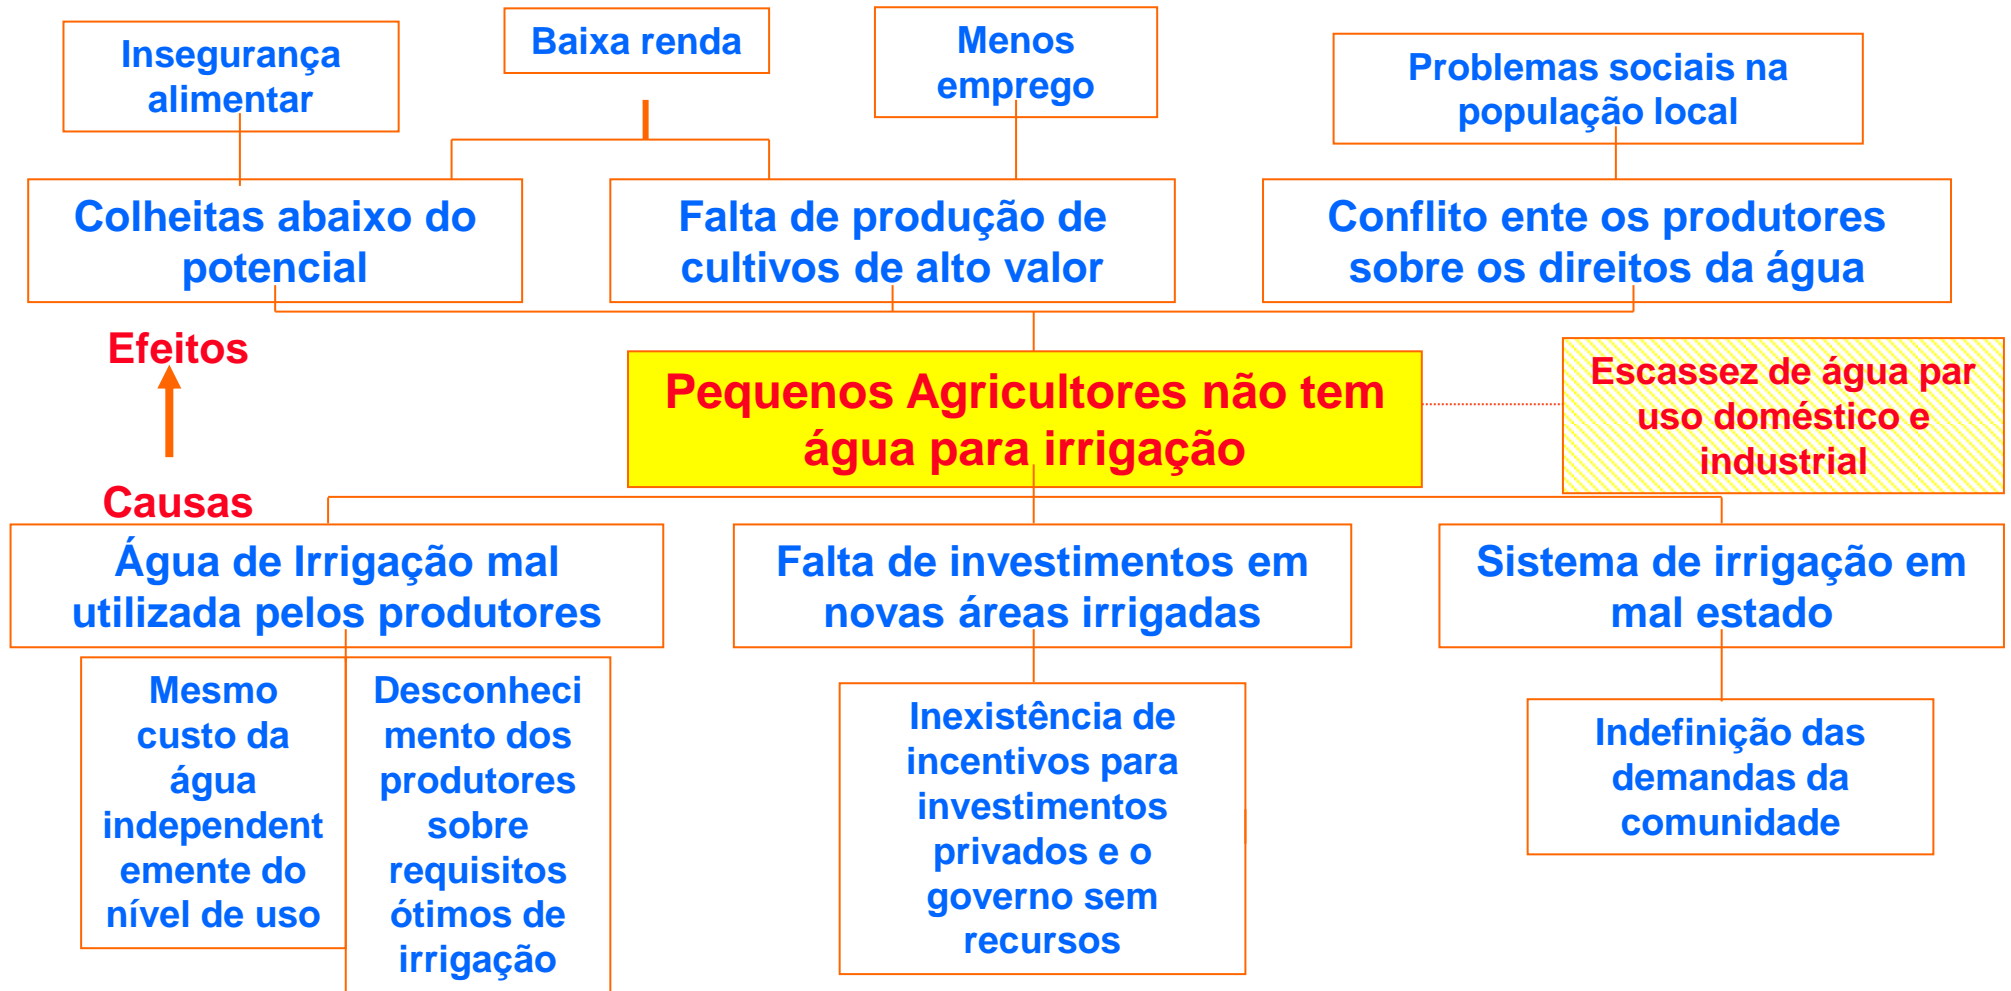 Insegurança
alimentar
Baixa renda
Menos
emprego
Problemas sociais na
população local
Colheitas abaixo do
potencial
Falta de produção de
cultivos de alto valor
Conflito ente os produtores
sobre os direitos da água
Efeitos
Pequenos Agricultores não tem
água para irrigação
Escassez de água par
uso doméstico e
industrial
Causas
Água de Irrigação mal
utilizada pelos produtores
Falta de investimentos em
novas áreas irrigadas
Sistema de irrigação em
mal estado
Mesmo
custo da
água
independent
emente do
nível de uso
Desconheci
mento dos
produtores
sobre
requisitos
ótimos de
irrigação
Inexistência de
incentivos para
investimentos
privados e o
governo sem
recursos
Indefinição das
demandas da
comunidade